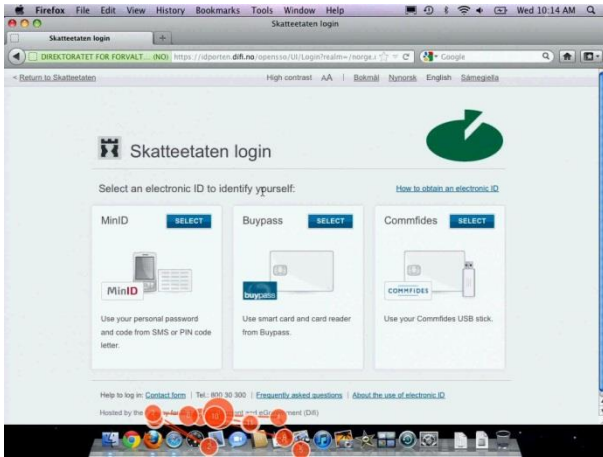 Firefox File Edit View History Bookmarks Tools Window Help Wed 10:14 AM
Skatteetaten login
Skatteetaten login
DIREKTORATET FOR FORVALT... (NO) https://idporten.difi.no/opensso/UI/Login?realm=/norge. Google
< Return to Skatteetaten High contrast AA | Bokmål Nynorsk English Sámegiella
Skatteetaten login
Select an electronic ID to identify yourself: How to obtain an electronic ID
MinID SELECT Buypass SELECT Commfides SELECT
MinID buypass COMMFIDES
Use your personal password and code from SMS or PIN code letter.
Use smart card and card reader from Buypass.
Use your Commfides USB stick.
Help to log in: Contact form | Tel.: 800 30 300 | Frequently asked questions | About the use of electronic ID
Hosted by the
(Difi)
10